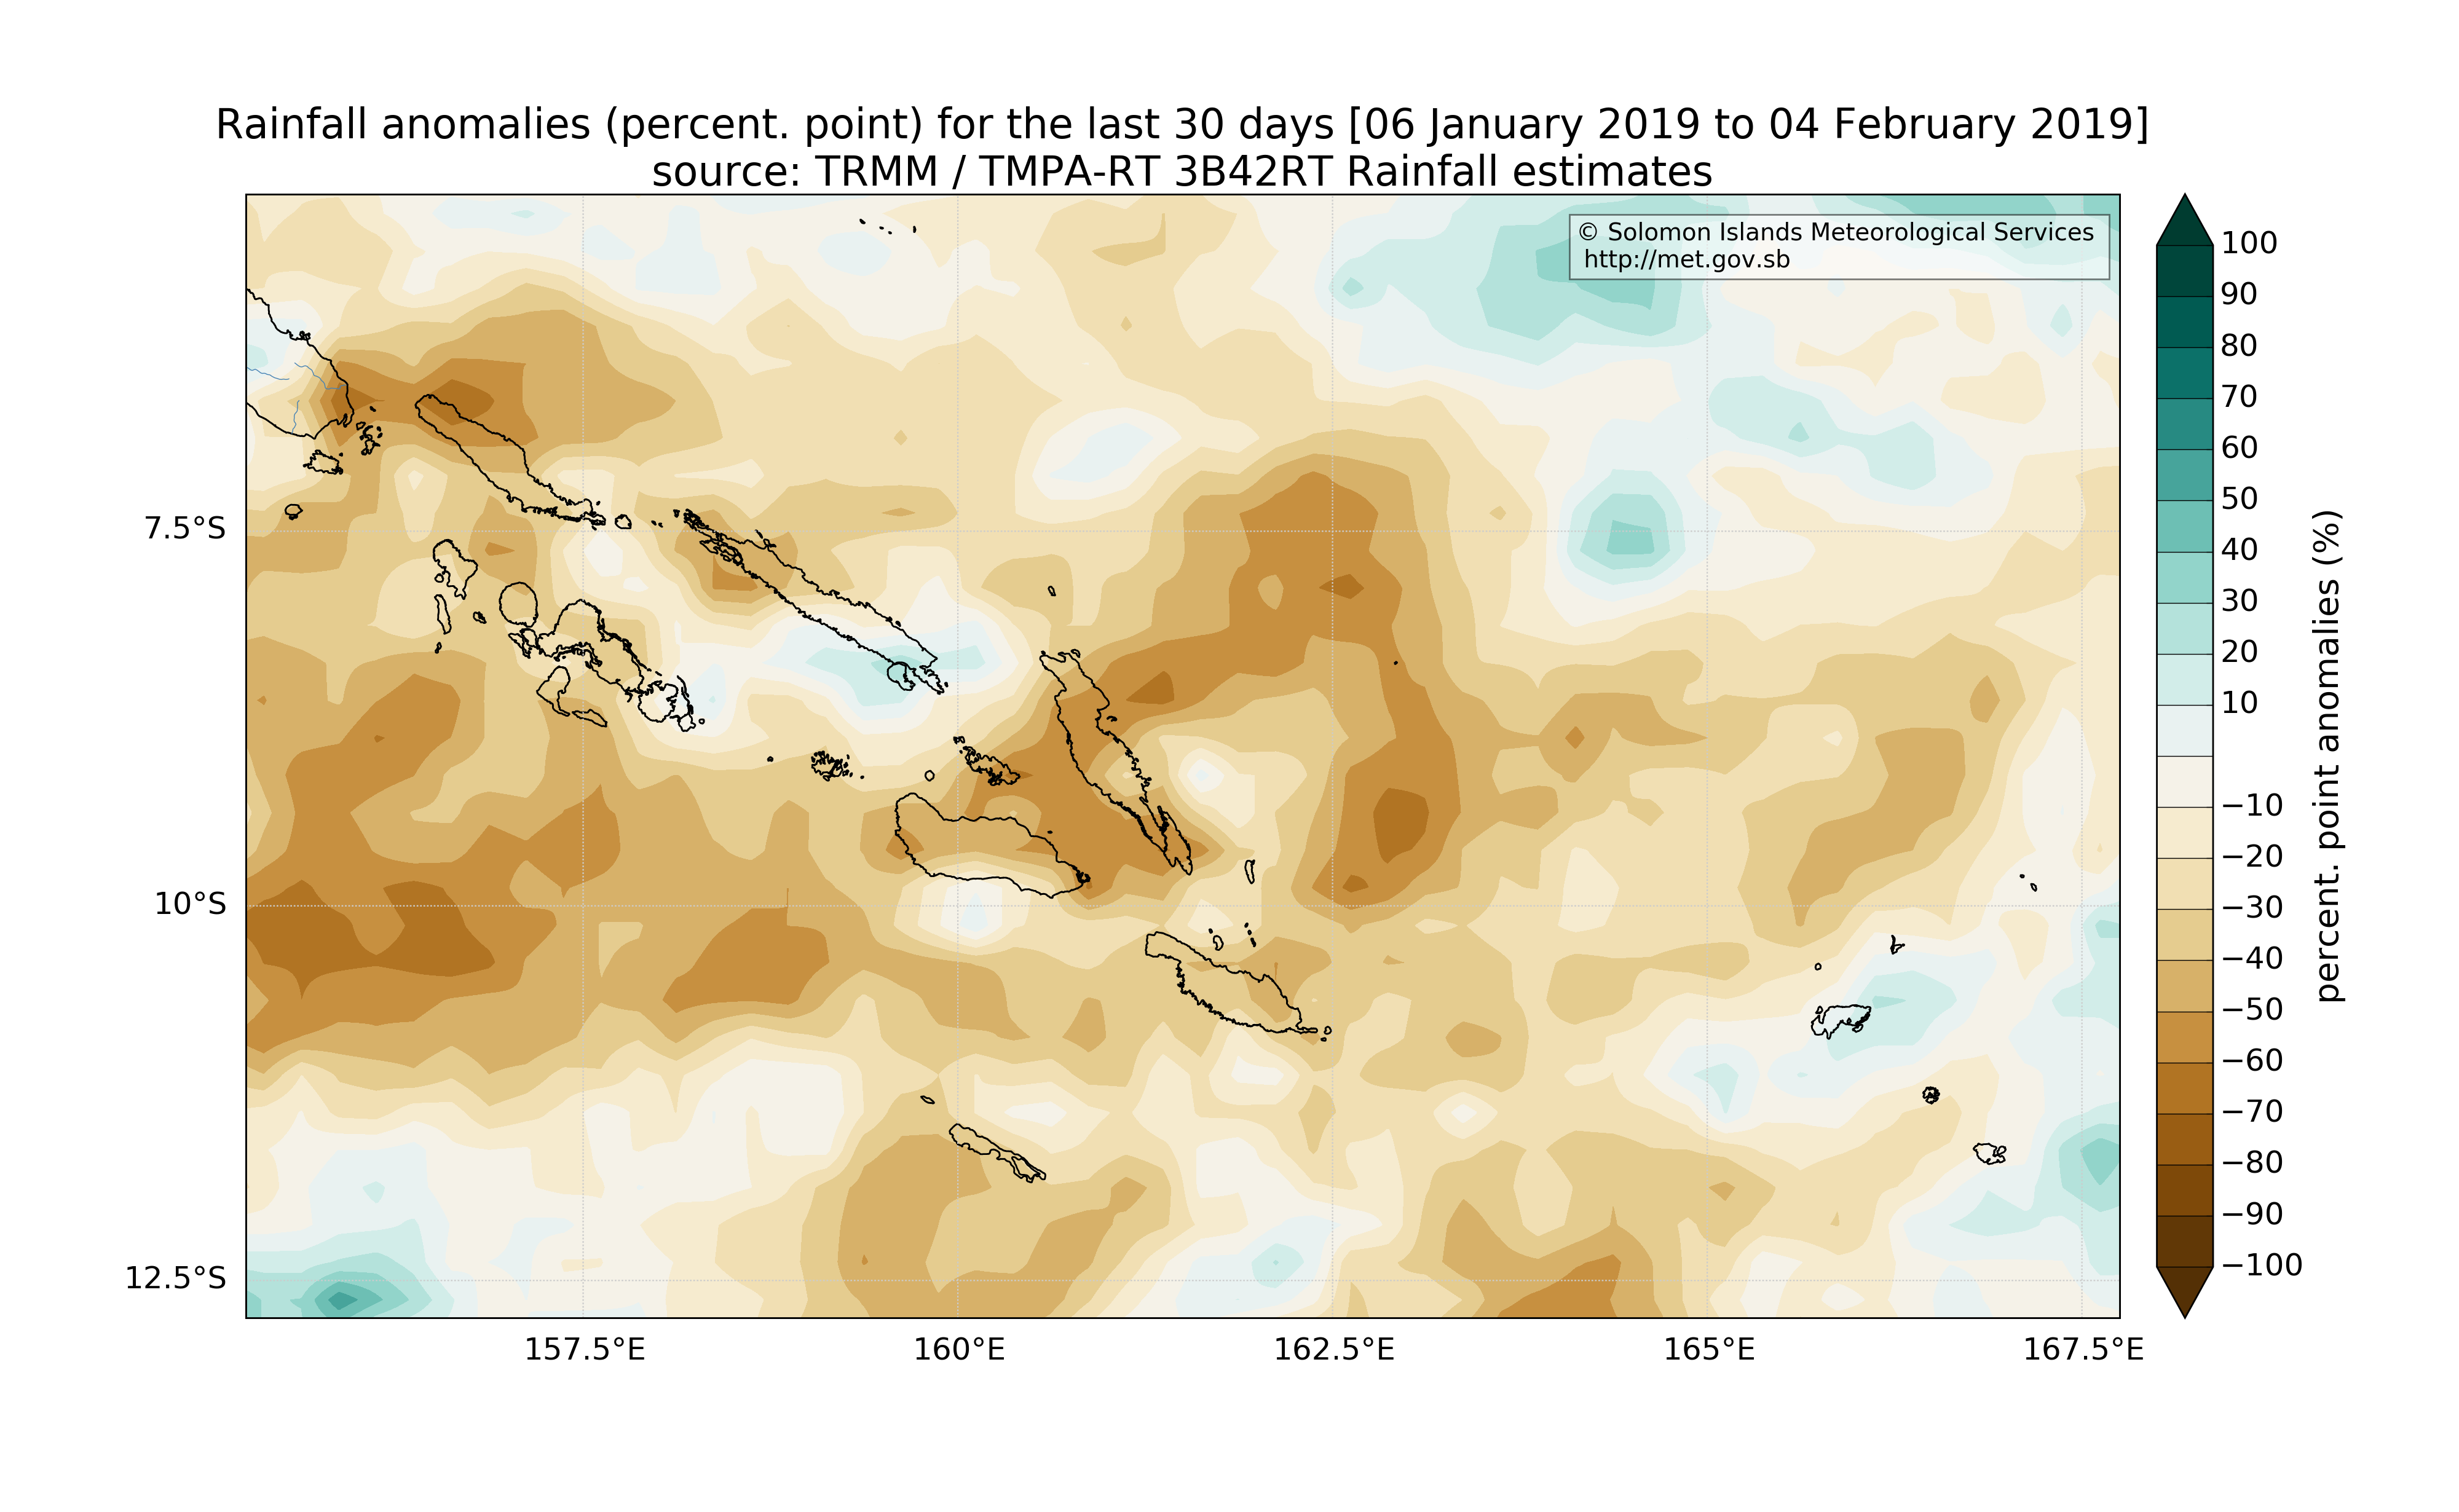 Rainfall anomalies (percent. point) for the last 30 days [06 January 2019 to 04 February 2019]
source: TRMM / TMPA-RT 3B42RT Rainfall estimates
© Solomon Islands Meteorological Services
http://met.gov.sb
7.5°S
10°S
12.5°S
157.5°E
160°E
162.5°E
165°E
167.5°E
100
90
80
70
60
50
40
30
20
10
−10
−20
−30
−40
−50
−60
−70
−80
−90
−100
percent. point anomalies (%)